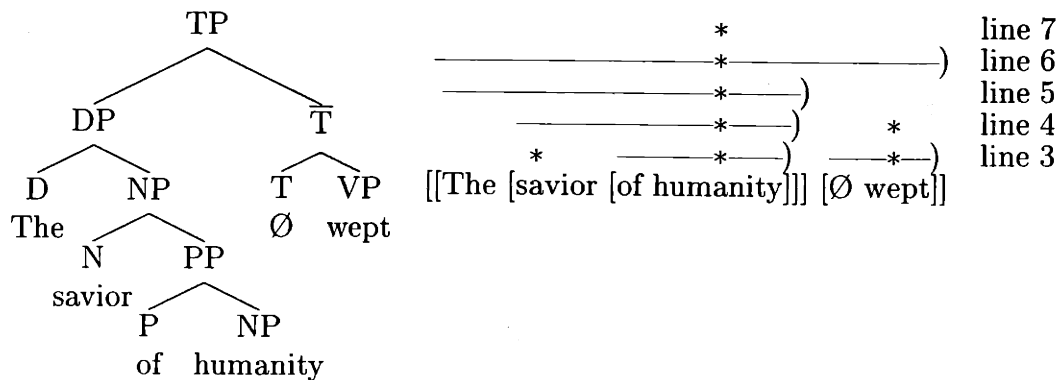 TP * line 7
* ) line 6
* ) line 5
DP T̅ * ) * line 4
* * ) * ) line 3
D NP T VP [[The [savior [of humanity]]] [Ø wept]]
The Ø wept
N PP
savior
P NP
of humanity